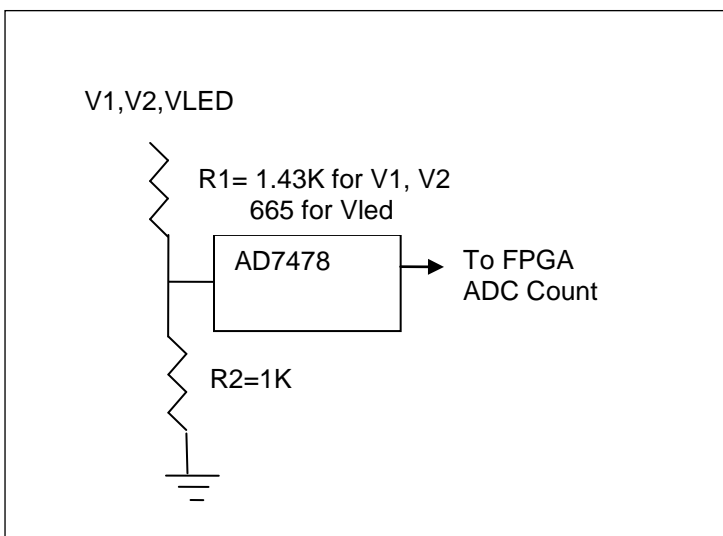 V1,V2,VLED
R1= 1.43K for V1, V2
665 for Vled
AD7478
To FPGA
ADC Count
R2=1K